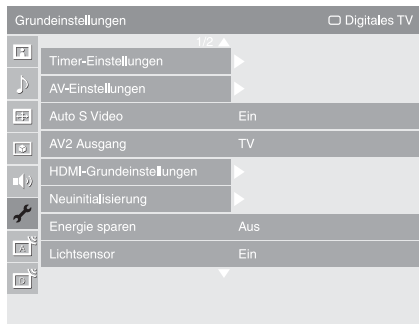 Grundeinstellungen Digitales TV
1/2
Timer-Einstellungen
AV-Einstellungen
Auto S Video Ein
AV2 Ausgang TV
HDMI-Grundeinstellungen
Neuinitialisierung
Energie sparen Aus
Lichtsensor Ein
A
D